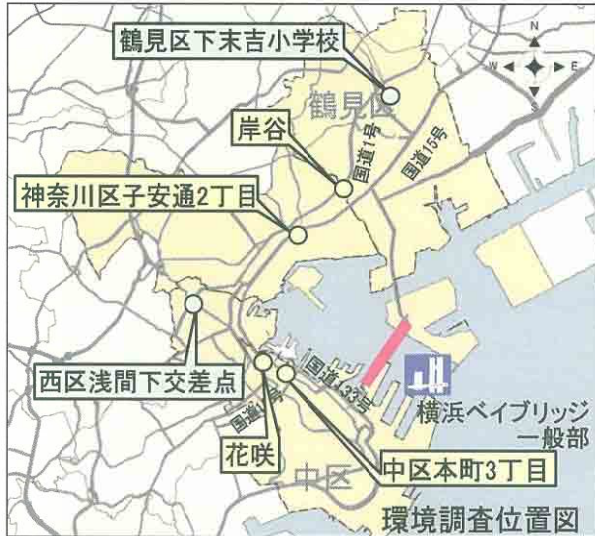 鶴見区下末吉小学校
N
W
E
S
鶴見区
岸谷
国道1号
国道15号
神奈川区子安通2丁目
西区浅間下交差点
国道133号
横浜ベイブリッジ
一般部
花咲
中区本町3丁目
中区
環境調査位置図